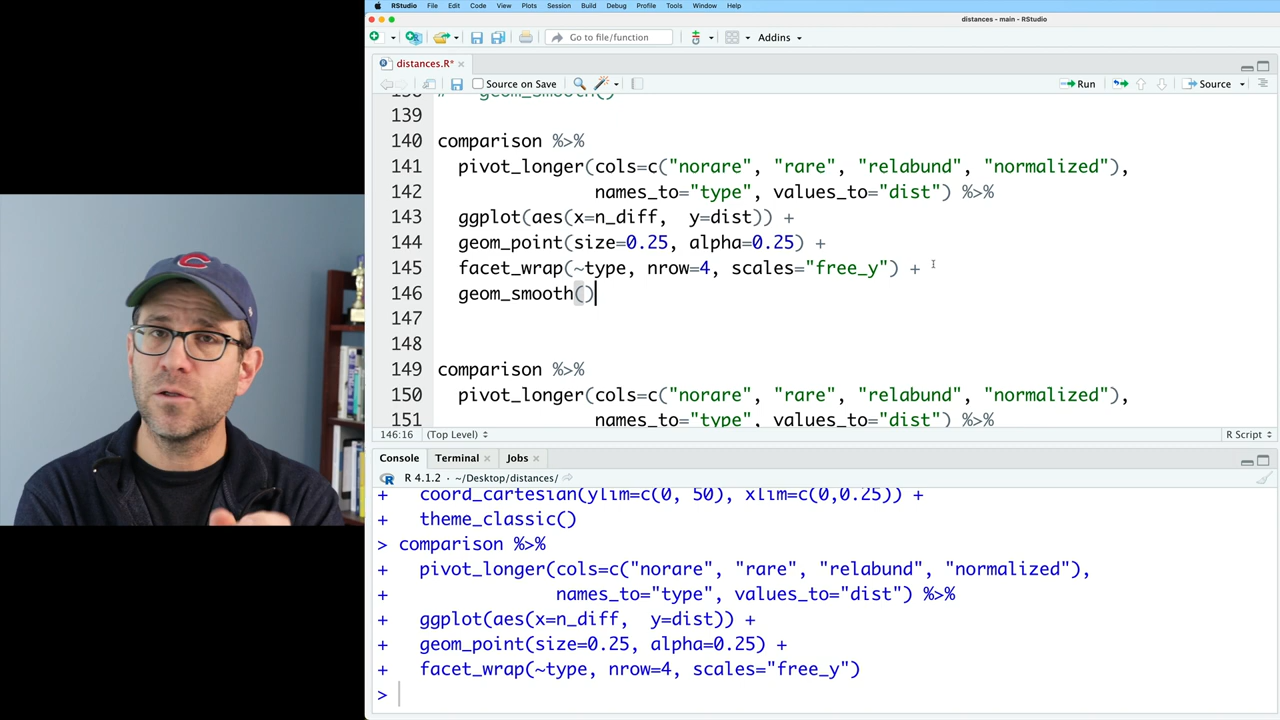 RStudio File Edit Code View Plots Session Build Debug Profile Tools Window Help
distances - main - RStudio
Go to file/function Addins
distances.R*
Source on Save Run Source
138 # geom_smooth()
139
140 comparison %>%
141 pivot_longer(cols=c("norare", "rare", "relabund", "normalized"),
142 names_to="type", values_to="dist") %>%
143 ggplot(aes(x=n_diff, y=dist)) +
144 geom_point(size=0.25, alpha=0.25) +
145 facet_wrap(~type, nrow=4, scales="free_y") +
146 geom_smooth()
147
148
149 comparison %>%
150 pivot_longer(cols=c("norare", "rare", "relabund", "normalized"),
151 names_to="type", values_to="dist") %>%
146:16 (Top Level) R Script
Console Terminal Jobs
R 4.1.2 · ~/Desktop/distances/
+ coord_cartesian(ylim=c(0, 50), xlim=c(0,0.25)) +
+ theme_classic()
> comparison %>%
+ pivot_longer(cols=c("norare", "rare", "relabund", "normalized"),
+ names_to="type", values_to="dist") %>%
+ ggplot(aes(x=n_diff, y=dist)) +
+ geom_point(size=0.25, alpha=0.25) +
+ facet_wrap(~type, nrow=4, scales="free_y")
>